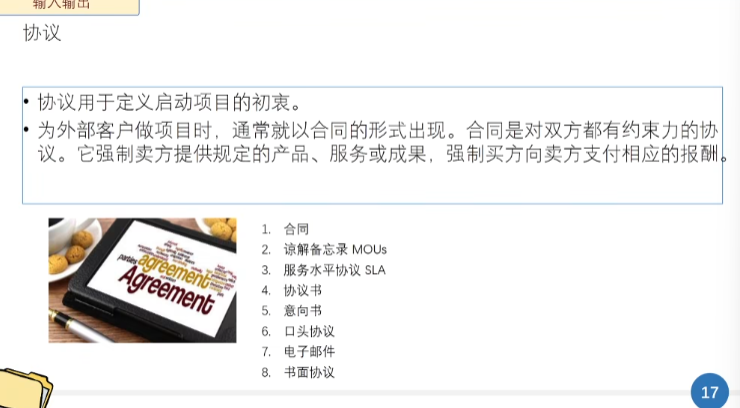 输入输出
协议
• 协议用于定义启动项目的初衷。
• 为外部客户做项目时，通常就以合同的形式出现。合同是对双方都有约束力的协
议。它强制卖方提供规定的产品、服务或成果，强制买方向卖方支付相应的报酬。
parties agreement
Agreement
1. 合同
2. 谅解备忘录 MOUs
3. 服务水平协议 SLA
4. 协议书
5. 意向书
6. 口头协议
7. 电子邮件
8. 书面协议
17